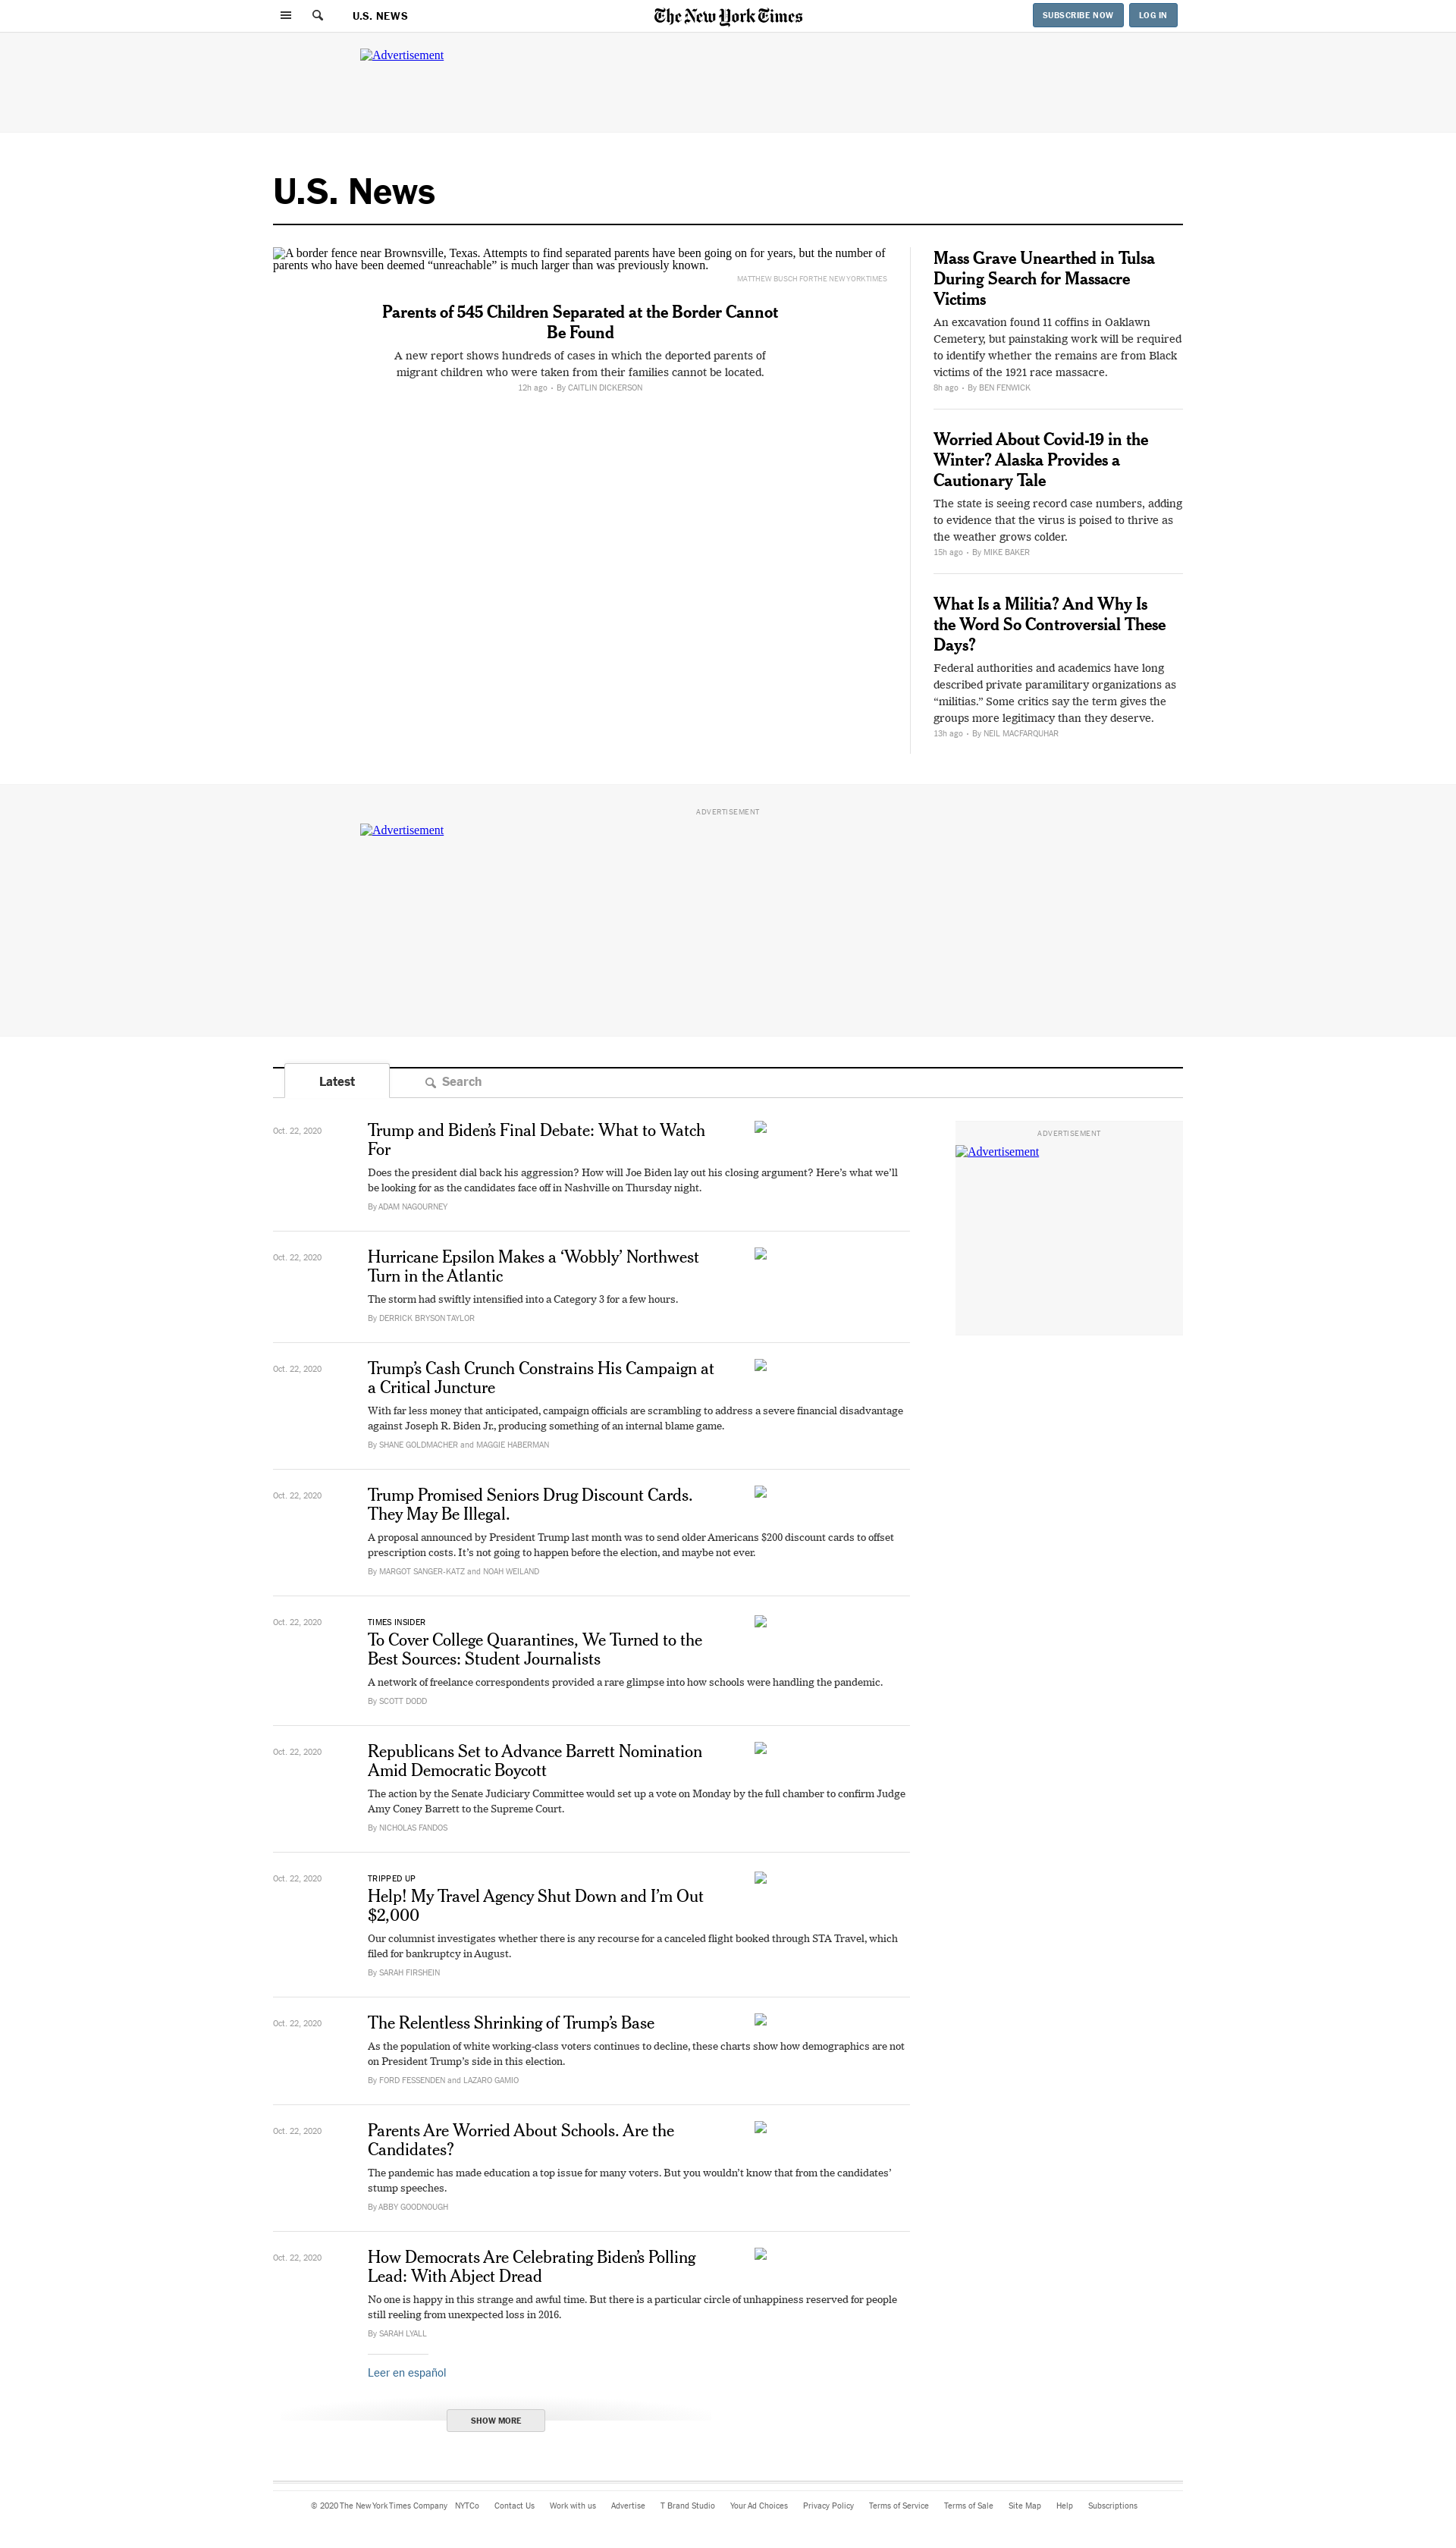 U.S. NEWS
The New York Times
SUBSCRIBE NOW
LOG IN
Advertisement
U.S. News
A border fence near Brownsville, Texas. Attempts to find separated parents have been going on for years, but the number of
parents who have been deemed “unreachable” is much larger than was previously known.
MATTHEW BUSCH FOR THE NEW YORK TIMES
Parents of 545 Children Separated at the Border Cannot
Be Found
A new report shows hundreds of cases in which the deported parents of
migrant children who were taken from their families cannot be located.
12h ago • By CAITLIN DICKERSON
Mass Grave Unearthed in Tulsa
During Search for Massacre
Victims
An excavation found 11 coffins in Oaklawn
Cemetery, but painstaking work will be required
to identify whether the remains are from Black
victims of the 1921 race massacre.
8h ago • By BEN FENWICK
Worried About Covid-19 in the
Winter? Alaska Provides a
Cautionary Tale
The state is seeing record case numbers, adding
to evidence that the virus is poised to thrive as
the weather grows colder.
15h ago • By MIKE BAKER
What Is a Militia? And Why Is
the Word So Controversial These
Days?
Federal authorities and academics have long
described private paramilitary organizations as
“militias.” Some critics say the term gives the
groups more legitimacy than they deserve.
13h ago • By NEIL MACFARQUHAR
ADVERTISEMENT
Advertisement
Latest
Search
Oct. 22, 2020
Trump and Biden’s Final Debate: What to Watch
For
Does the president dial back his aggression? How will Joe Biden lay out his closing argument? Here’s what we’ll
be looking for as the candidates face off in Nashville on Thursday night.
By ADAM NAGOURNEY
ADVERTISEMENT
Advertisement
Oct. 22, 2020
Hurricane Epsilon Makes a ‘Wobbly’ Northwest
Turn in the Atlantic
The storm had swiftly intensified into a Category 3 for a few hours.
By DERRICK BRYSON TAYLOR
Oct. 22, 2020
Trump’s Cash Crunch Constrains His Campaign at
a Critical Juncture
With far less money that anticipated, campaign officials are scrambling to address a severe financial disadvantage
against Joseph R. Biden Jr., producing something of an internal blame game.
By SHANE GOLDMACHER and MAGGIE HABERMAN
Oct. 22, 2020
Trump Promised Seniors Drug Discount Cards.
They May Be Illegal.
A proposal announced by President Trump last month was to send older Americans $200 discount cards to offset
prescription costs. It’s not going to happen before the election, and maybe not ever.
By MARGOT SANGER-KATZ and NOAH WEILAND
Oct. 22, 2020
TIMES INSIDER
To Cover College Quarantines, We Turned to the
Best Sources: Student Journalists
A network of freelance correspondents provided a rare glimpse into how schools were handling the pandemic.
By SCOTT DODD
Oct. 22, 2020
Republicans Set to Advance Barrett Nomination
Amid Democratic Boycott
The action by the Senate Judiciary Committee would set up a vote on Monday by the full chamber to confirm Judge
Amy Coney Barrett to the Supreme Court.
By NICHOLAS FANDOS
Oct. 22, 2020
TRIPPED UP
Help! My Travel Agency Shut Down and I’m Out
$2,000
Our columnist investigates whether there is any recourse for a canceled flight booked through STA Travel, which
filed for bankruptcy in August.
By SARAH FIRSHEIN
Oct. 22, 2020
The Relentless Shrinking of Trump’s Base
As the population of white working-class voters continues to decline, these charts show how demographics are not
on President Trump’s side in this election.
By FORD FESSENDEN and LAZARO GAMIO
Oct. 22, 2020
Parents Are Worried About Schools. Are the
Candidates?
The pandemic has made education a top issue for many voters. But you wouldn’t know that from the candidates’
stump speeches.
By ABBY GOODNOUGH
Oct. 22, 2020
How Democrats Are Celebrating Biden’s Polling
Lead: With Abject Dread
No one is happy in this strange and awful time. But there is a particular circle of unhappiness reserved for people
still reeling from unexpected loss in 2016.
By SARAH LYALL
Leer en español
SHOW MORE
© 2020 The New York Times Company NYTCo Contact Us Work with us Advertise T Brand Studio Your Ad Choices Privacy Policy Terms of Service Terms of Sale Site Map Help Subscriptions